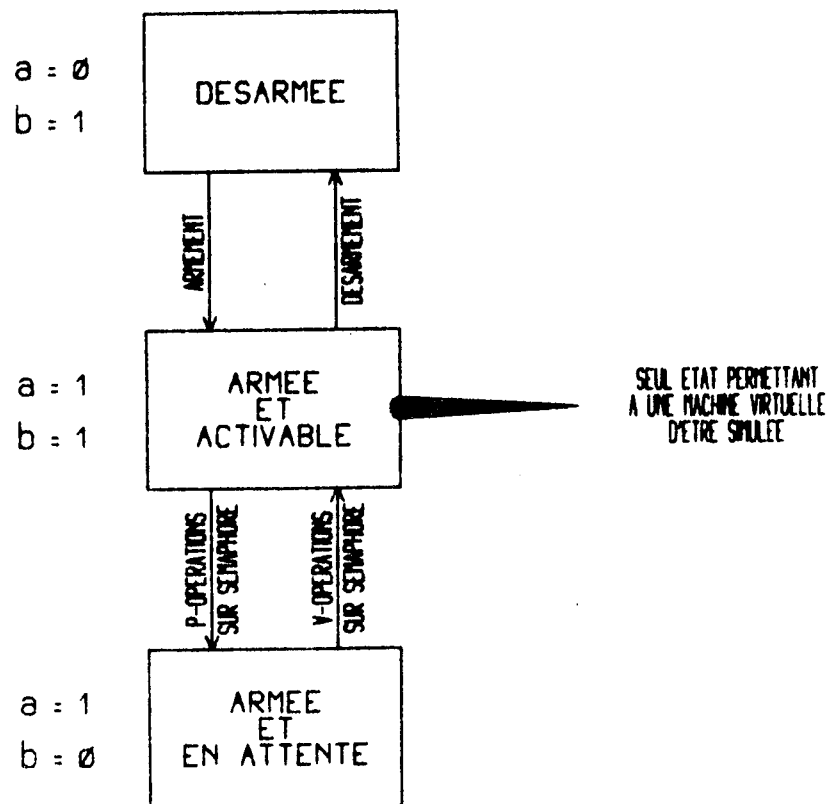 a = Ø
b = 1
DESARMEE
ARMEMENT
DESARMEMENT
a = 1
b = 1
ARMEE
ET
ACTIVABLE
SEUL ETAT PERMETTANT
A UNE MACHINE VIRTUELLE
D'ETRE SIMULEE
P-OPERATIONS
SUR SEMAPHORE
V-OPERATIONS
SUR SEMAPHORE
a = 1
b = Ø
ARMEE
ET
EN ATTENTE